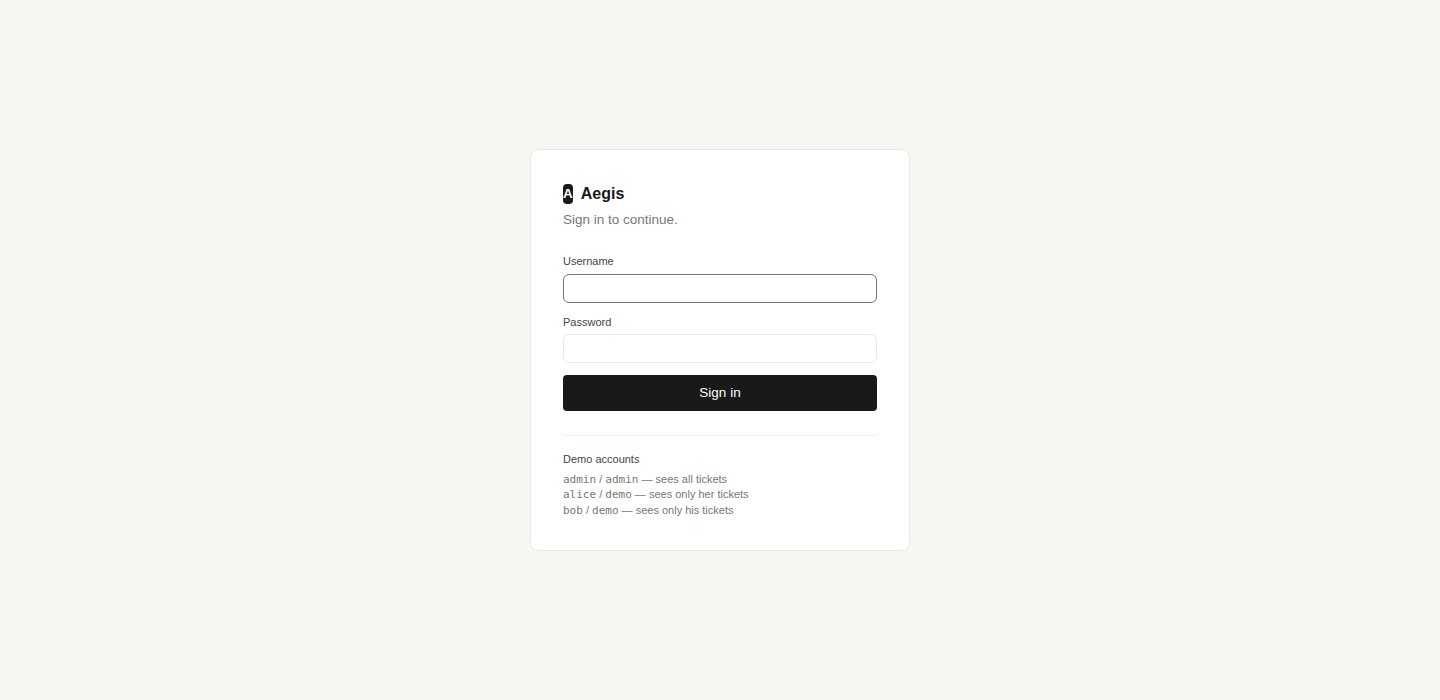 A Aegis
Sign in to continue.
Username
Password
Sign in
Demo accounts
admin / admin — sees all tickets
alice / demo — sees only her tickets
bob / demo — sees only his tickets